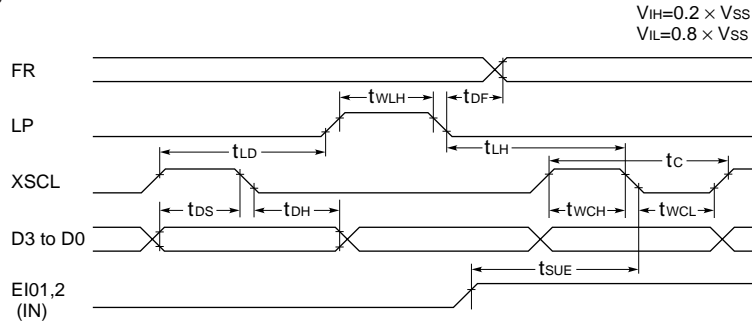 VIH=0.2 × VSS
VIL=0.8 × VSS
FR
tWLH
tDF
LP
tLD
tLH
tC
XSCL
tDS
tDH
tWCH
tWCL
D3 to D0
tSUE
EI01,2
(IN)